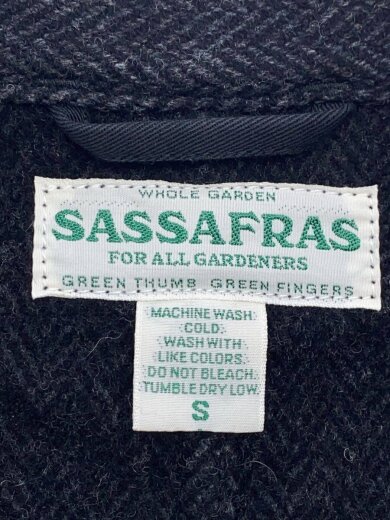 WHOLE GARDEN
SASSAFRAS
FOR ALL GARDENERS
GREEN THUMB GREEN FINGERS
MACHINE WASH
COLD.
WASH WITH
LIKE COLORS.
DO NOT BLEACH.
TUMBLE DRY LOW.
S